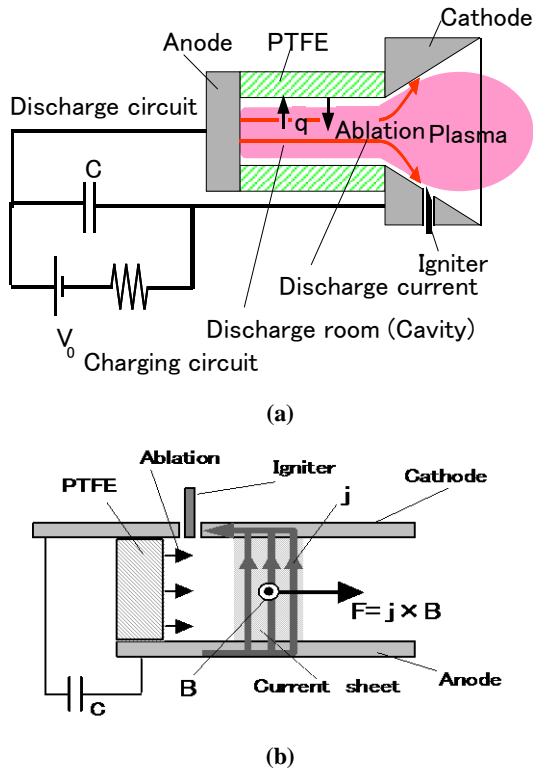 Cathode
Anode
PTFE
Discharge circuit
q
Ablation
Plasma
C
Igniter
Discharge current
V0
Discharge room (Cavity)
Charging circuit
(a)
Ablation
Igniter
PTFE
j
Cathode
F= j × B
B
Current sheet
Anode
C
(b)